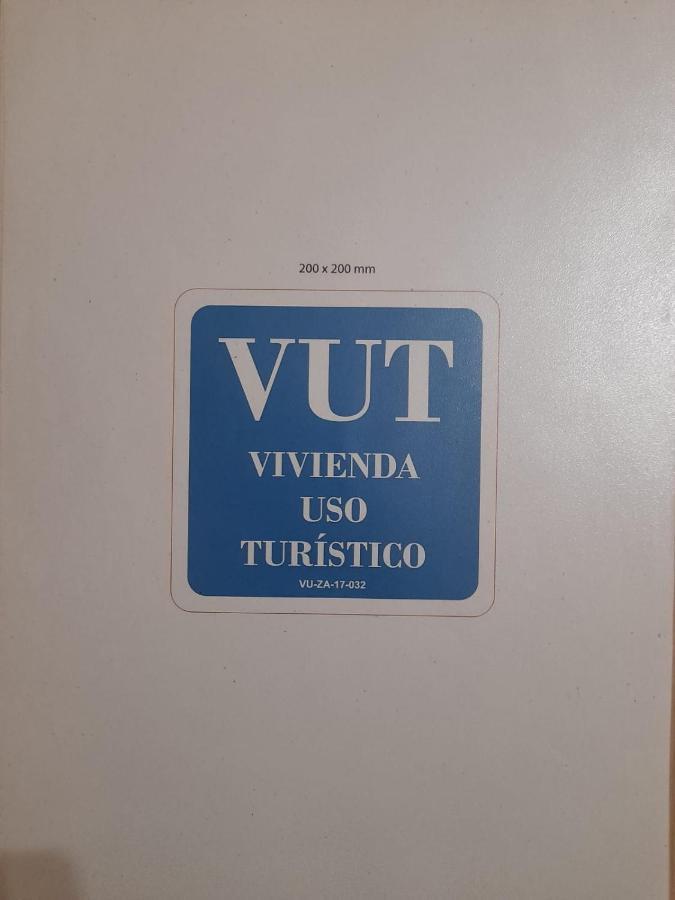 200 x 200 mm
VUT
VIVIENDA
USO
TURÍSTICO
VU-ZA-17-032